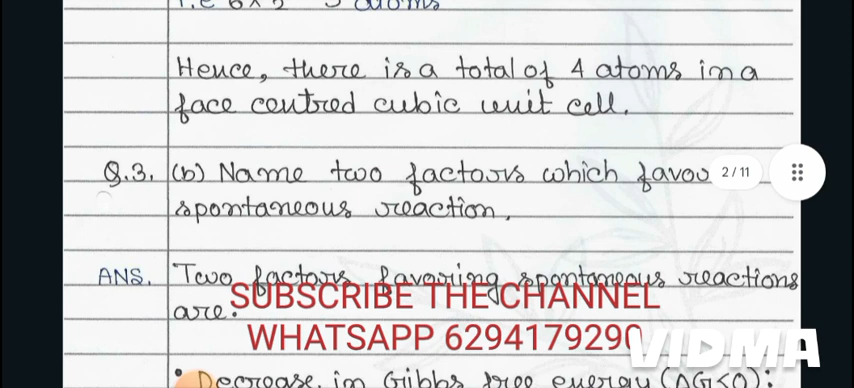 Hence, there is a total of 4 atoms in a
face centred cubic unit cell.
Q.3. (b) Name two factors which favou
2/11
spontaneous reaction.
ANS. Two factors favoring spontaneous reactions
are:
SUBSCRIBE THE CHANNEL
WHATSAPP 6294179290
VIDMA
• Decrease in Gibbs free energy (ΔG<0):